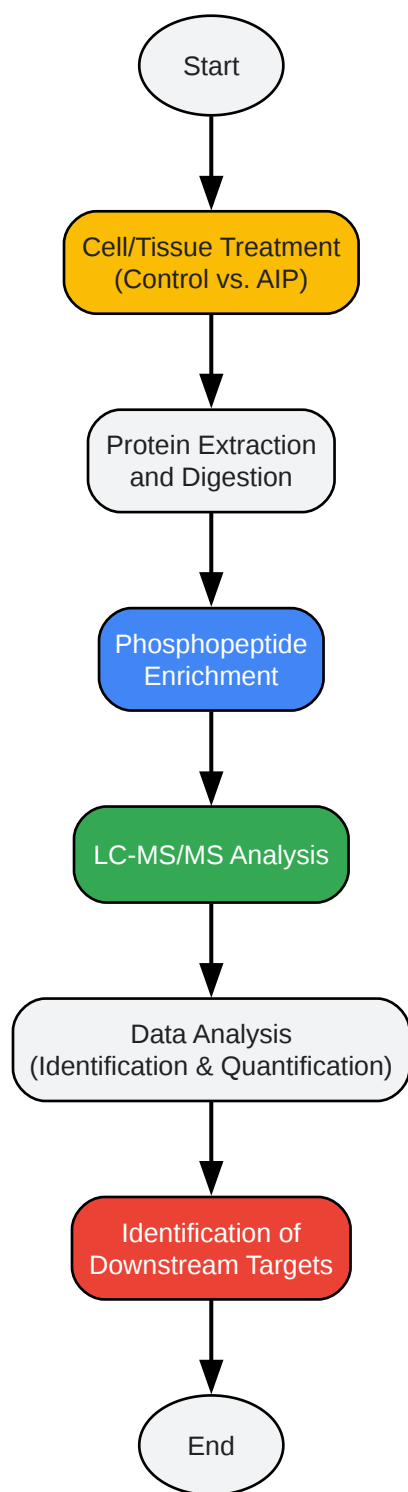 Start
Cell/Tissue Treatment
(Control vs. AIP)
Protein Extraction
and Digestion
Phosphopeptide
Enrichment
LC-MS/MS Analysis
Data Analysis
(Identification & Quantification)
Identification of
Downstream Targets
End